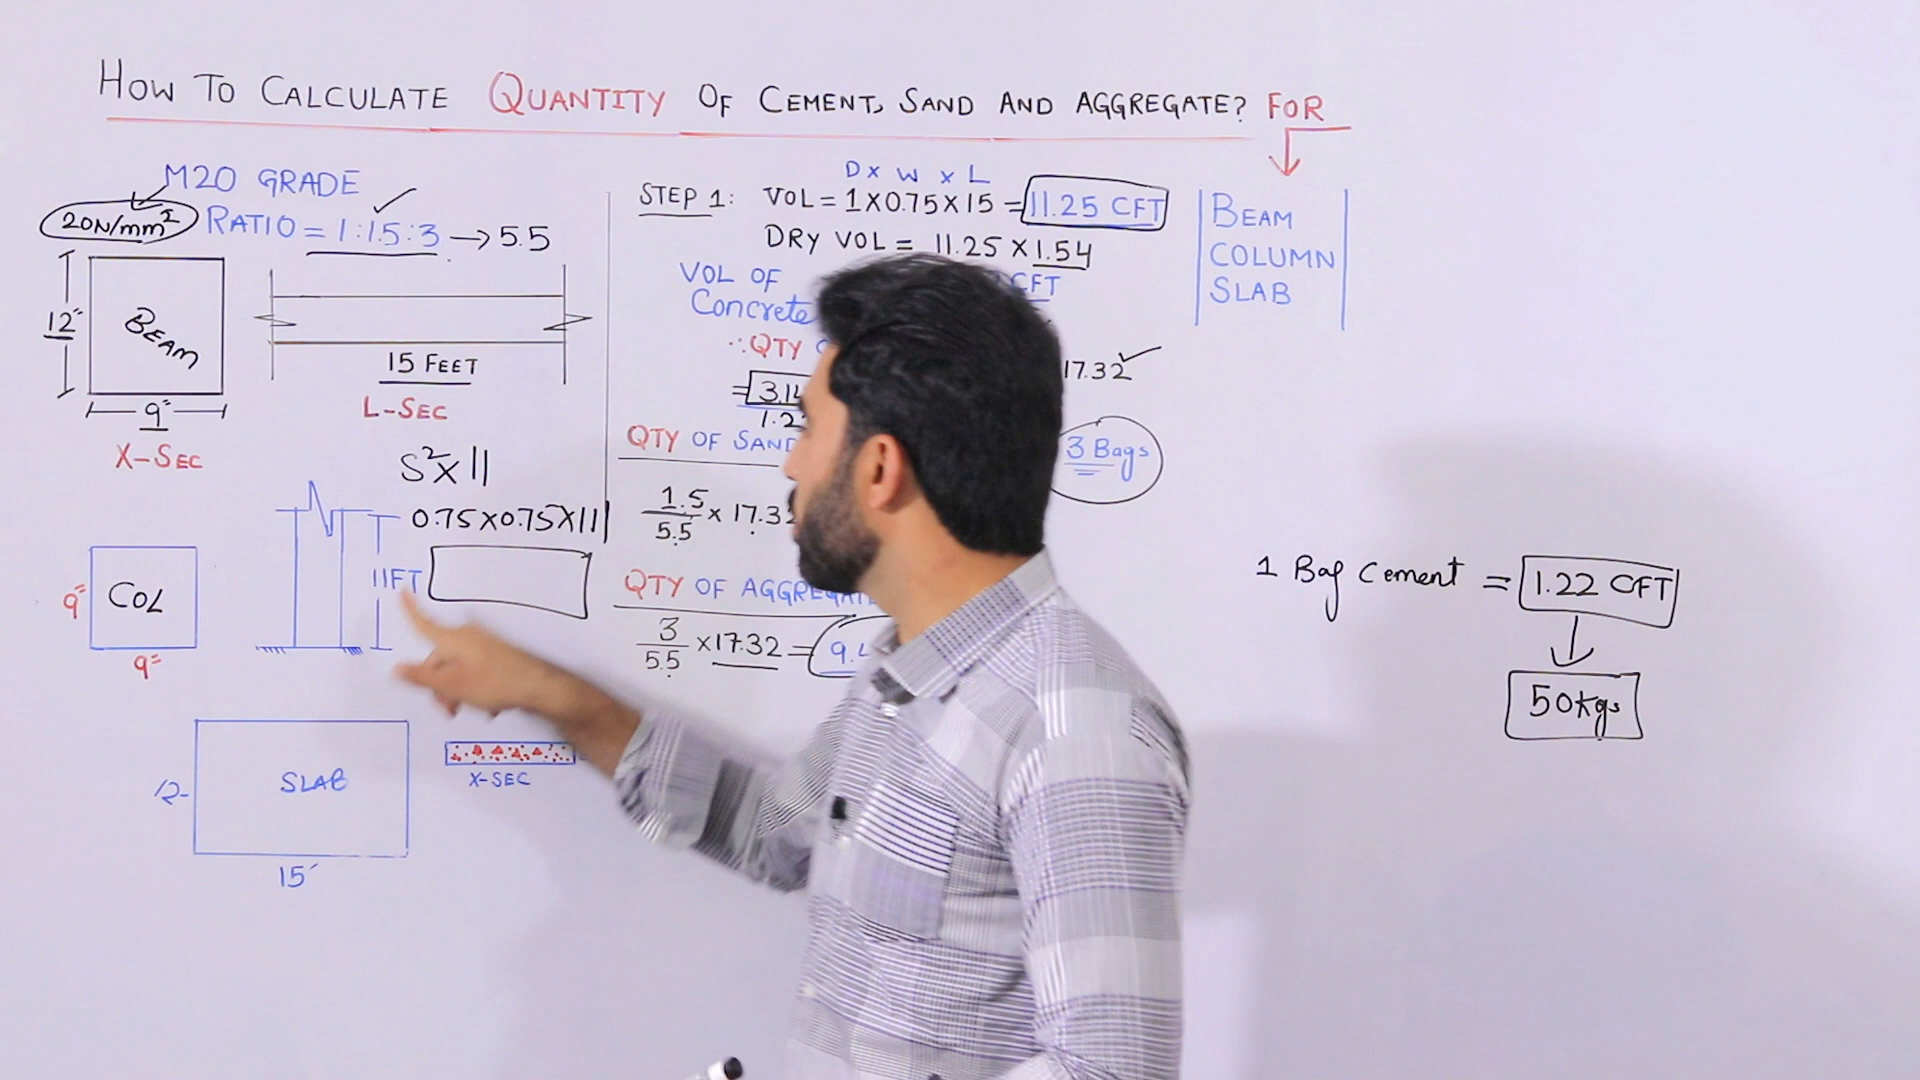 HOW TO CALCULATE QUANTITY OF CEMENT, SAND AND AGGREGATE? FOR
M20 GRADE
20N/mm² RATIO = 1:1.5:3 → 5.5
12"
BEAM
9"
X-SEC
15 FEET
L-SEC
S²x11
0.75x0.75x11
11FT
9"
COL
9"
12-
SLAB
15'
X-SEC
D x W x L
STEP 1: VOL = 1x0.75x15 = 11.25 CFT
DRY VOL = 11.25 x 1.54
VOL OF CFT
Concrete
∴ QTY
17.32
= 3.14
QTY OF SAND
3 Bags
1.5/5.5 x 17.32
QTY OF AGGREGATE
3/5.5 x 17.32 =
BEAM
COLUMN
SLAB
1 Bag Cement = 1.22 CFT
↓
50kgs